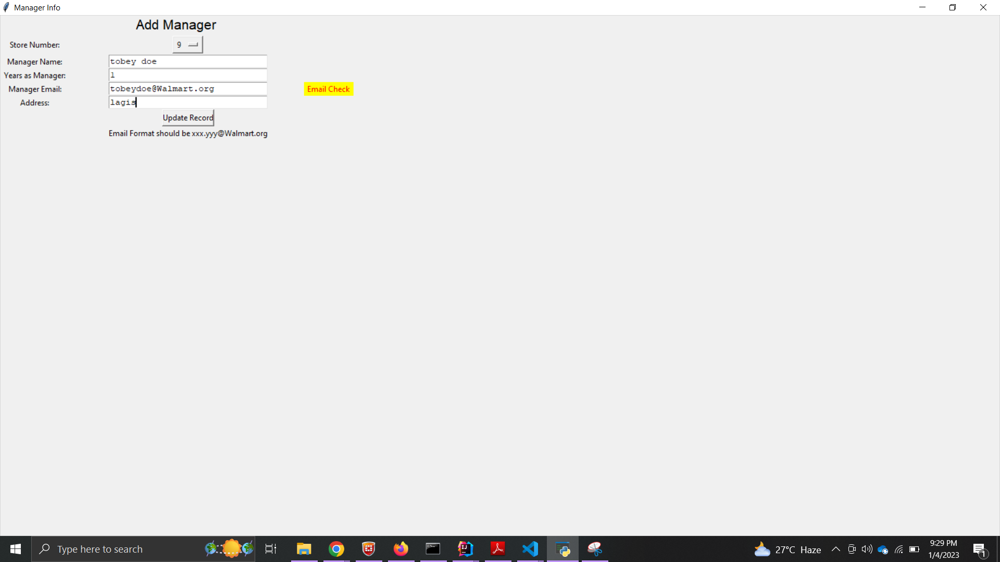 Manager Info
Add Manager
Store Number: 9
Manager Name: tobey doe
Years as Manager: 1
Manager Email: tobeydoe@Walmart.org Email Check
Address: lagis
Update Record
Email Format should be xxx.yyy@Walmart.org
Type here to search
27°C Haze
9:29 PM
1/4/2023
1